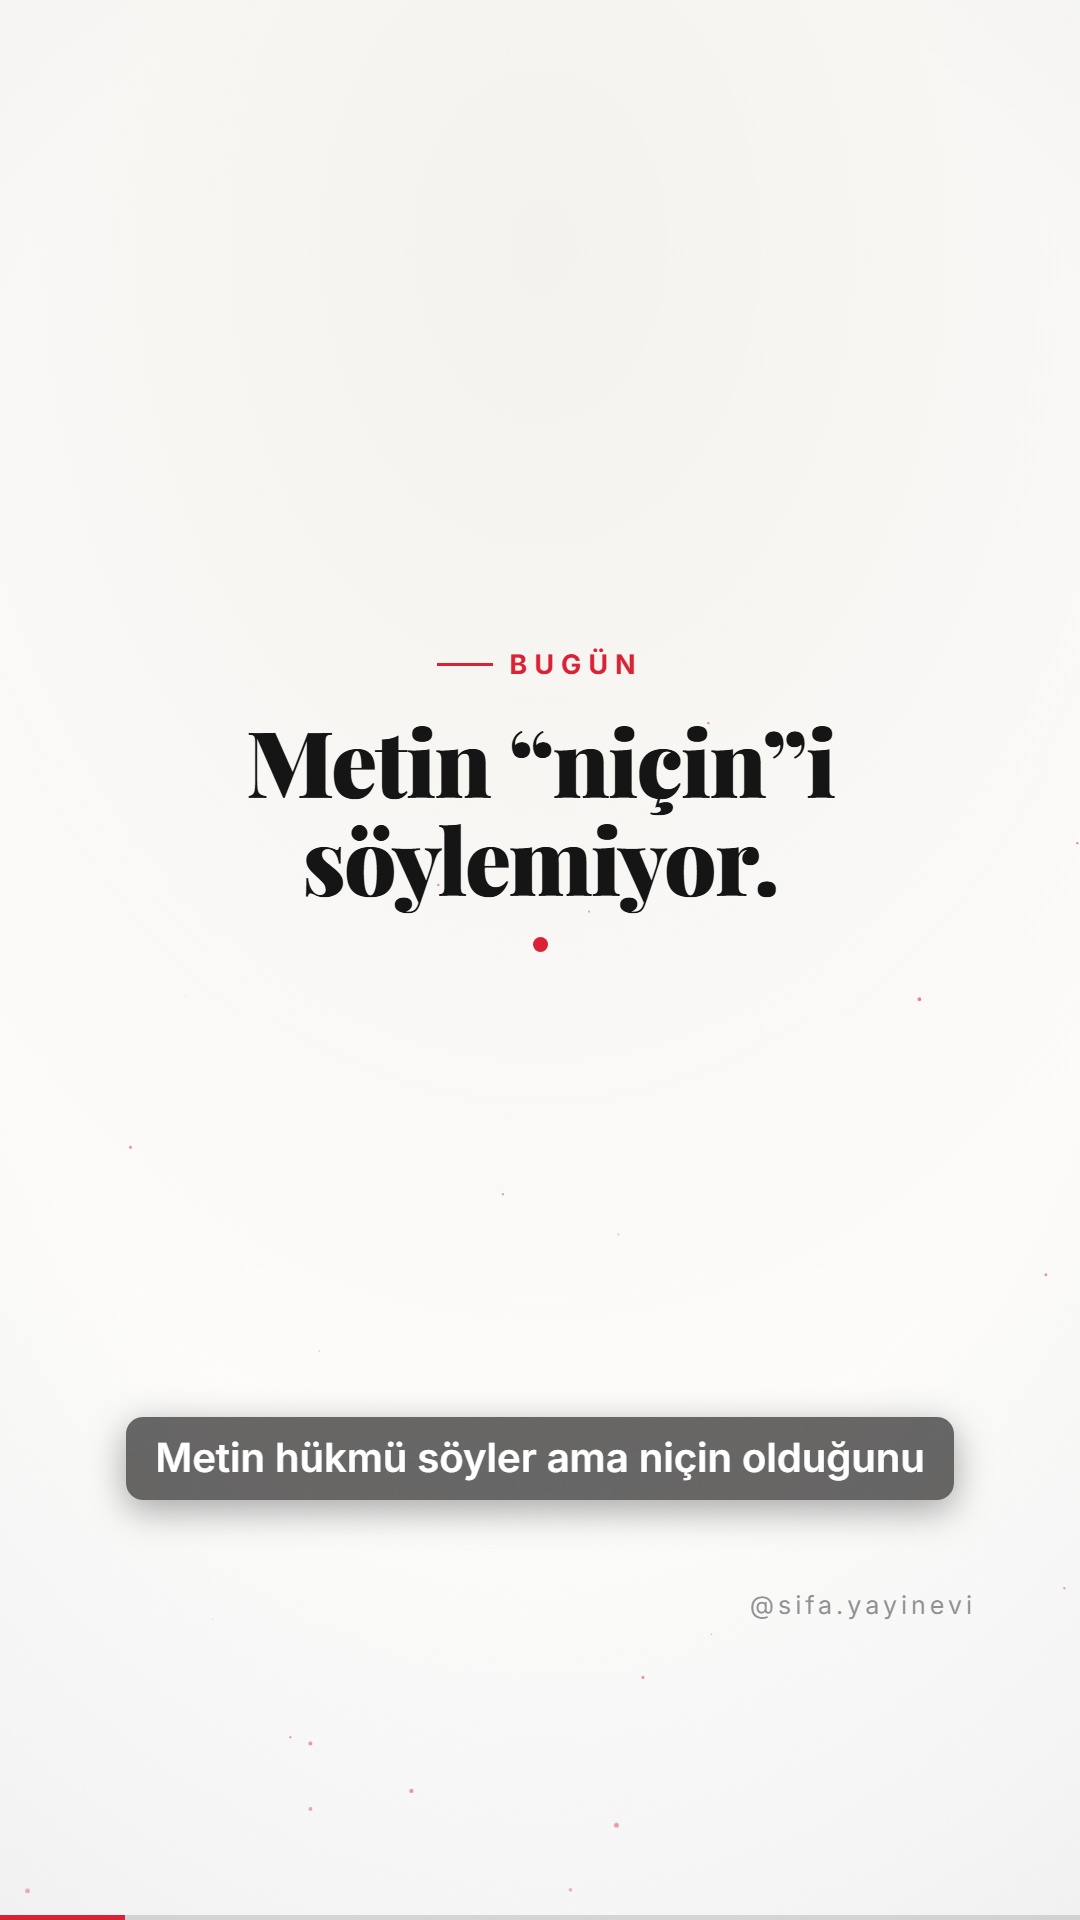 BUGÜN
Metin “niçin”i
söylemiyor.
Metin hükmü söyler ama niçin olduğunu
@sifa.yayinevi